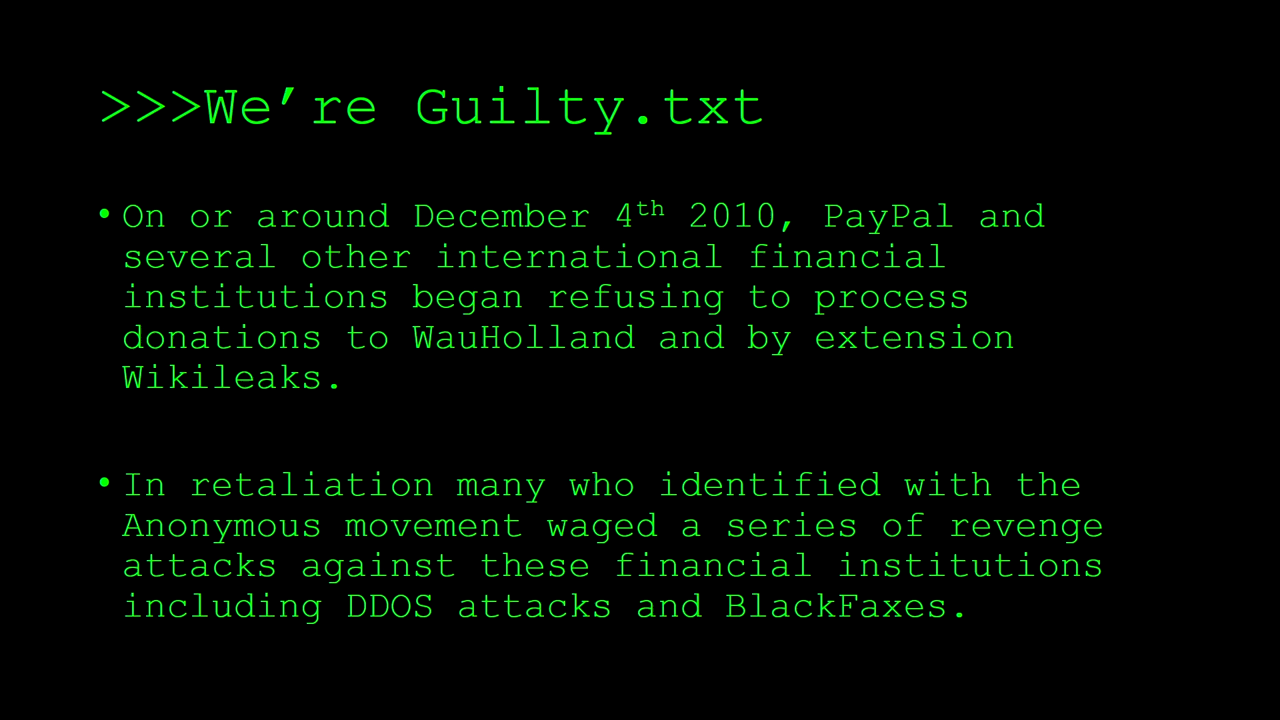 >>>We’re Guilty.txt
• On or around December 4th 2010, PayPal and
several other international financial
institutions began refusing to process
donations to WauHolland and by extension
Wikileaks.
• In retaliation many who identified with the
Anonymous movement waged a series of revenge
attacks against these financial institutions
including DDOS attacks and BlackFaxes.